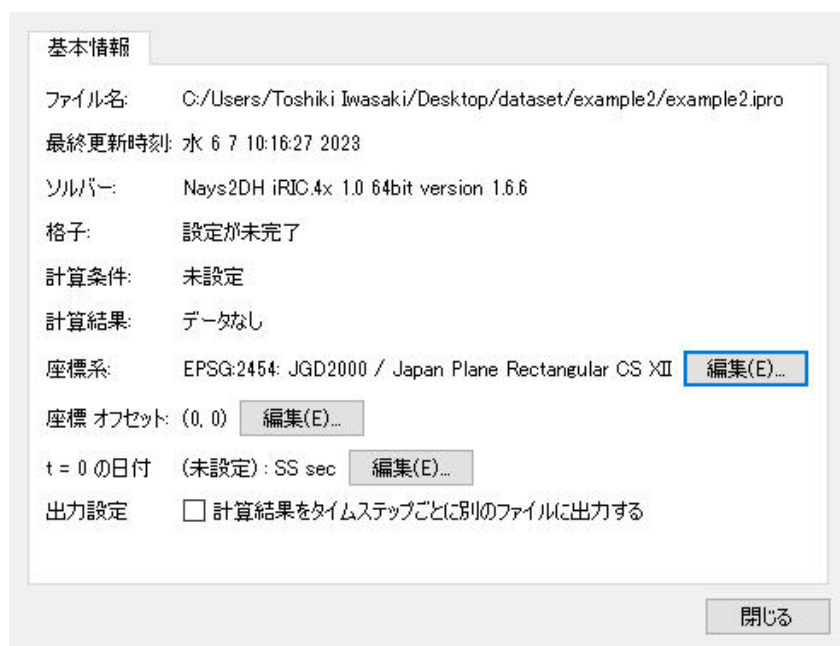 基本情報
ファイル名: C:/Users/Toshiki Iwasaki/Desktop/dataset/example2/example2.ipro
最終更新時刻: 水 6 7 10:16:27 2023
ソルバー: Nays2DH iRIC.4x 1.0 64bit version 1.6.6
格子: 設定が未完了
計算条件: 未設定
計算結果: データなし
座標系: EPSG:2454: JGD2000 / Japan Plane Rectangular CS XII 編集(E)...
座標 オフセット: (0, 0) 編集(E)...
t = 0 の日付 (未設定) : SS sec 編集(E)...
出力設定 計算結果をタイムステップごとに別のファイルに出力する
閉じる